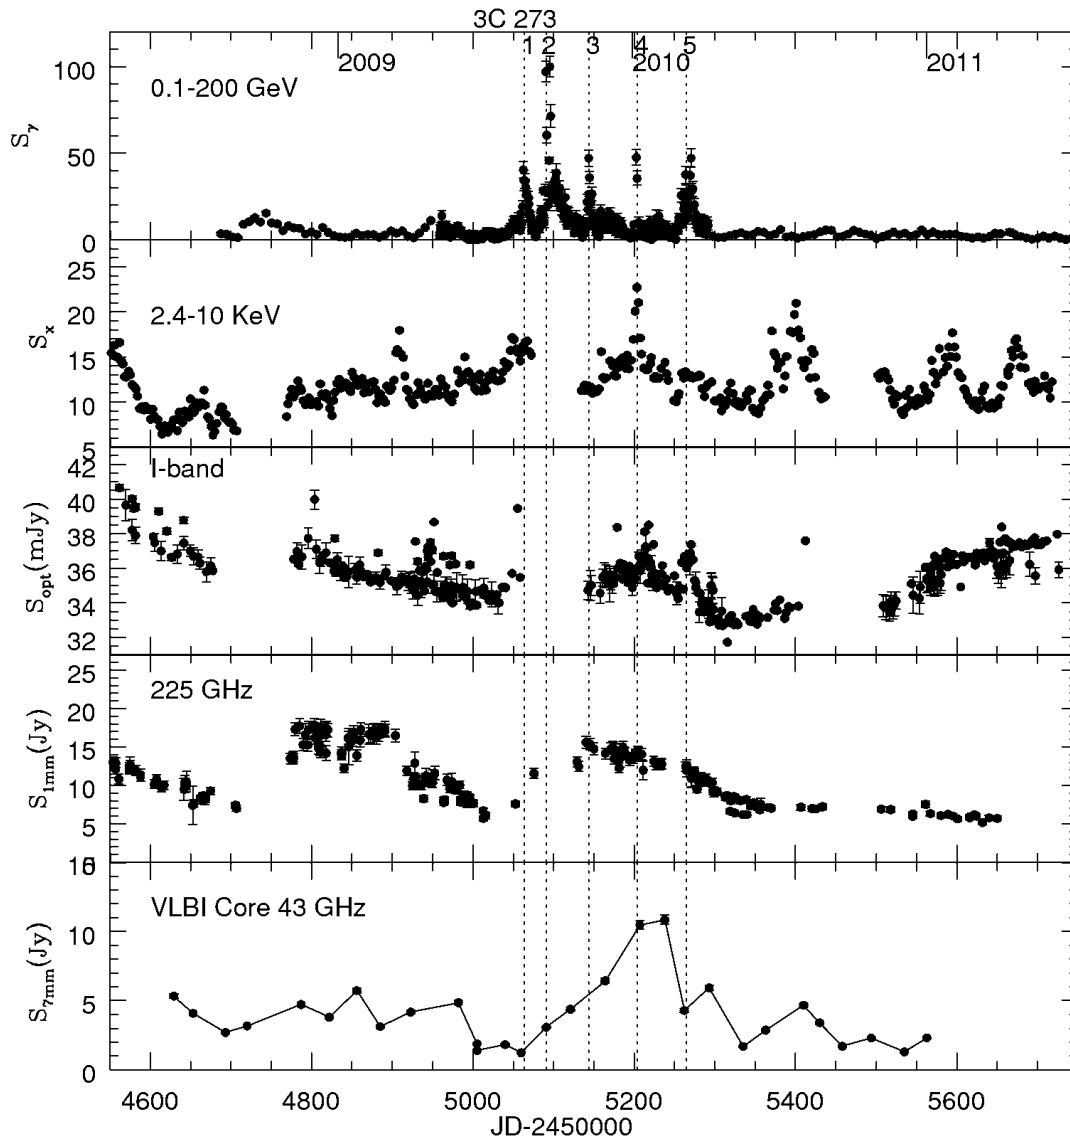 3C 273
1 2 3 4 5
2009 2010 2011
0.1-200 GeV
100
50
0
Sγ
2.4-10 KeV
25
20
15
10
5
Sx
I-band
42
40
38
36
34
32
Sopt(mJy)
225 GHz
25
20
15
10
5
0
S1mm(Jy)
VLBI Core 43 GHz
15
10
5
0
S7mm(Jy)
4600 4800 5000 5200 5400 5600
JD-2450000